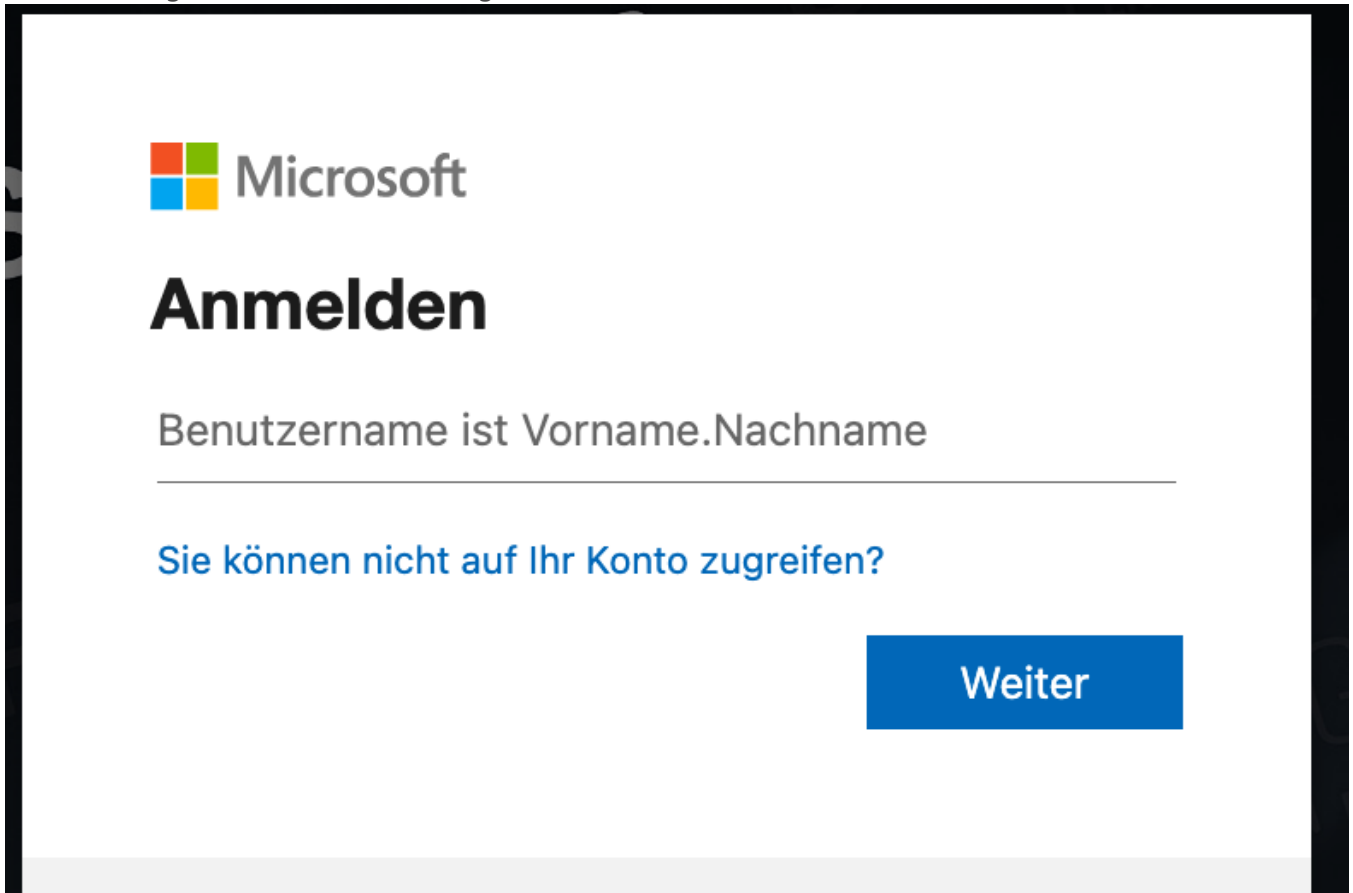 Microsoft
Anmelden
Benutzername ist Vorname.Nachname
Sie können nicht auf Ihr Konto zugreifen?
Weiter